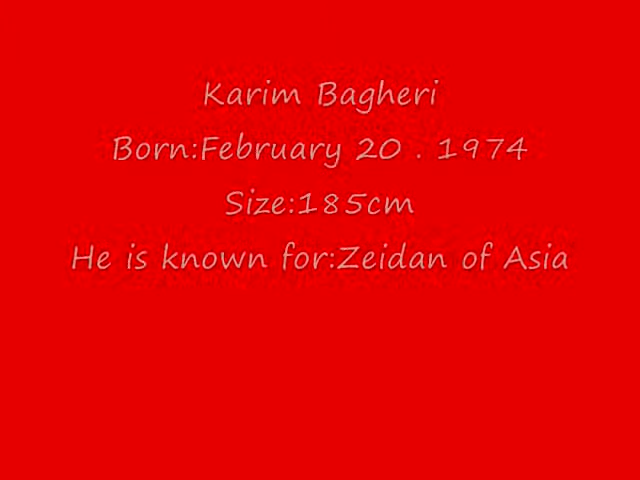 Karim Bagheri
Born:February 20 . 1974
Size:185cm
He is known for:Zeidan of Asia